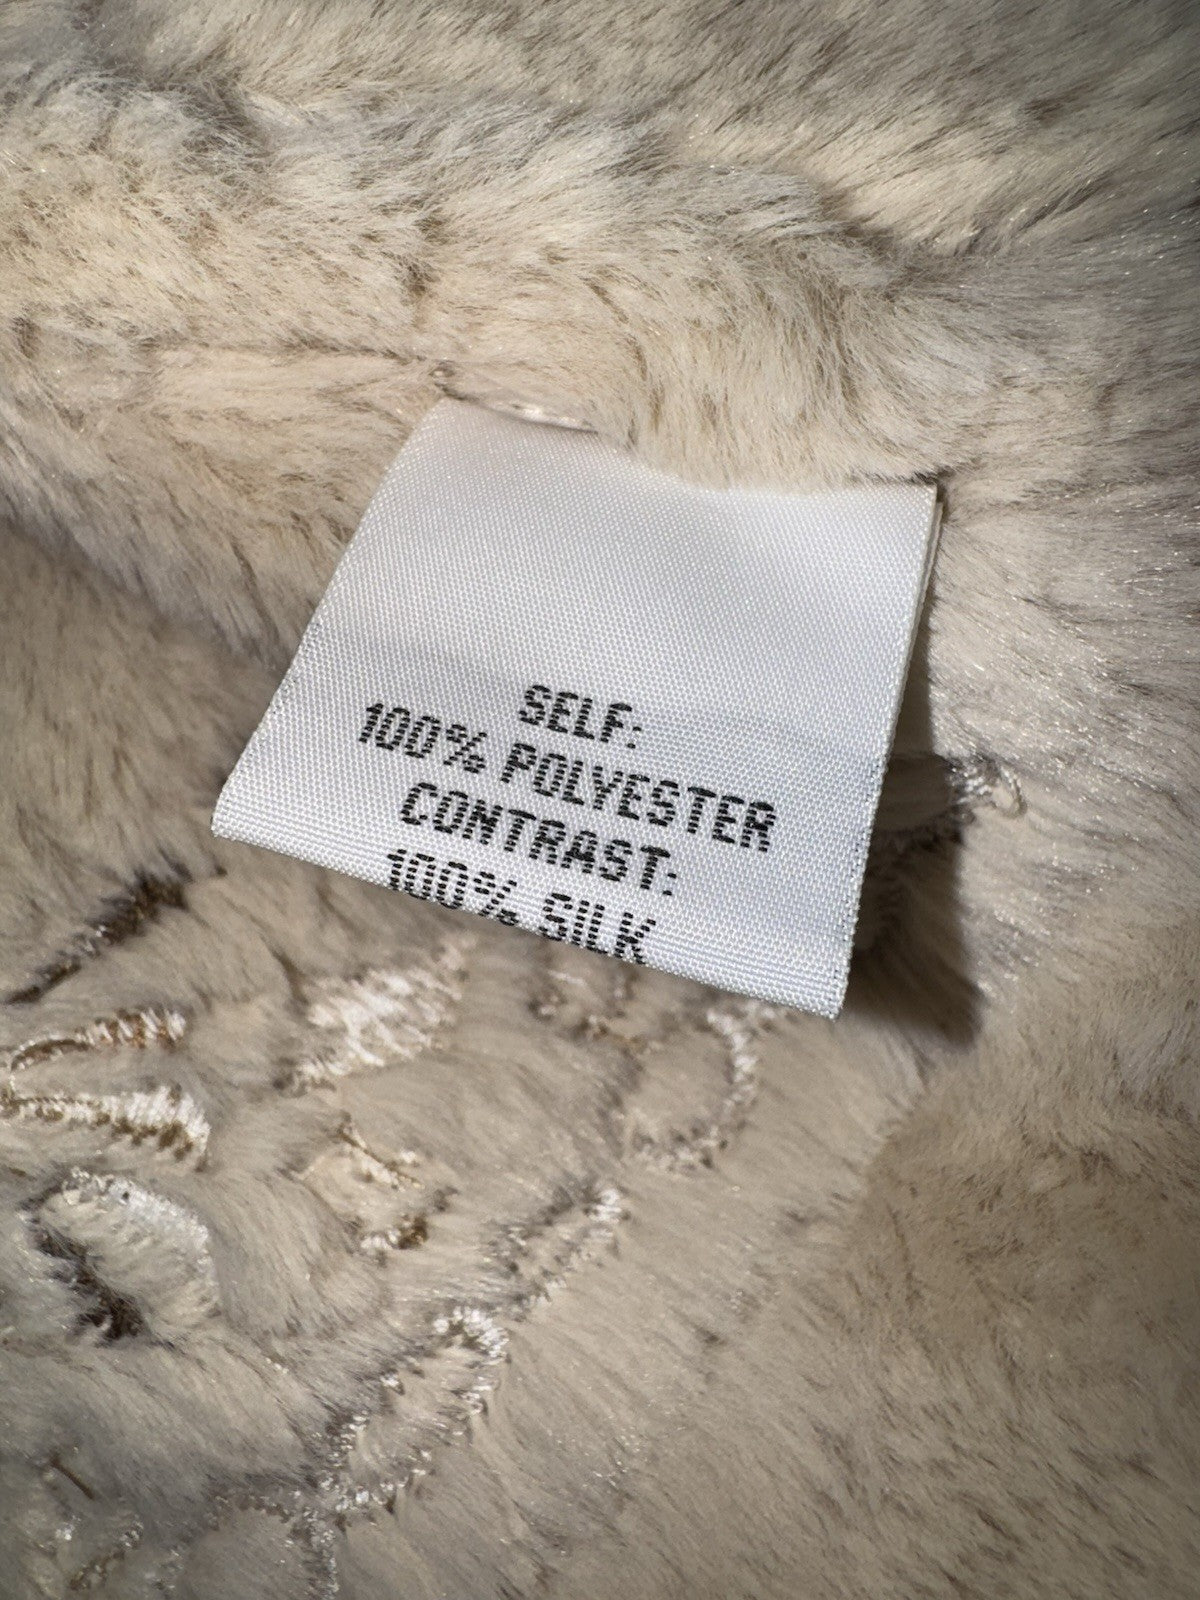 SELF:
100% POLYESTER
CONTRAST:
100% SILK